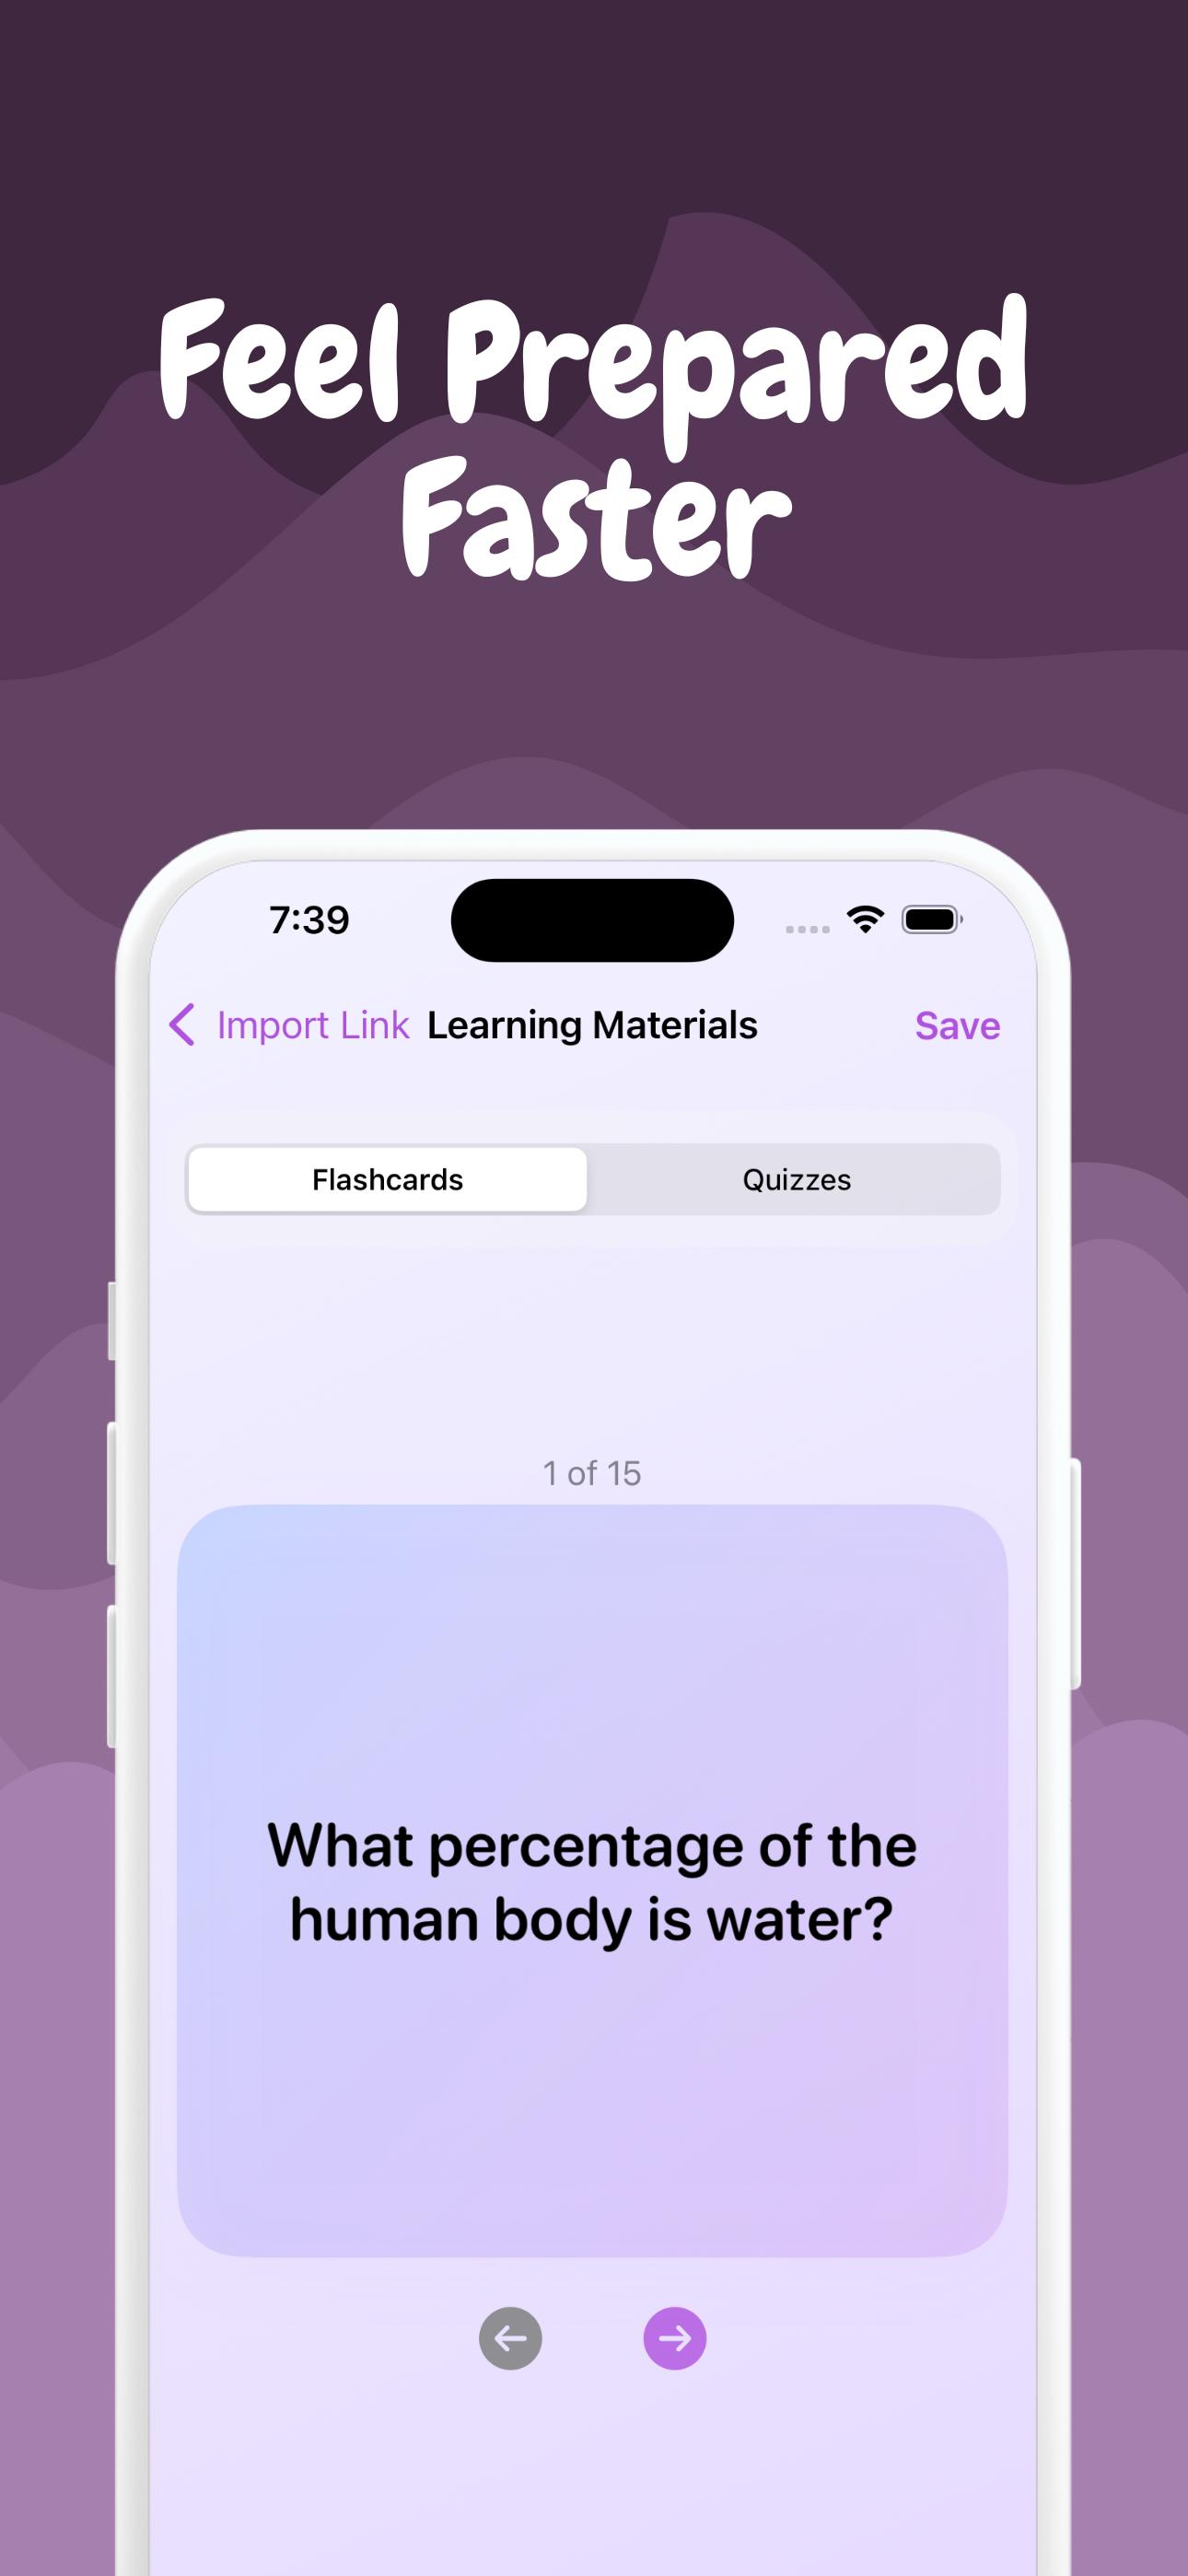 Feel Prepared
Faster
7:39
Import Link Learning Materials Save
Flashcards Quizzes
1 of 15
What percentage of the
human body is water?